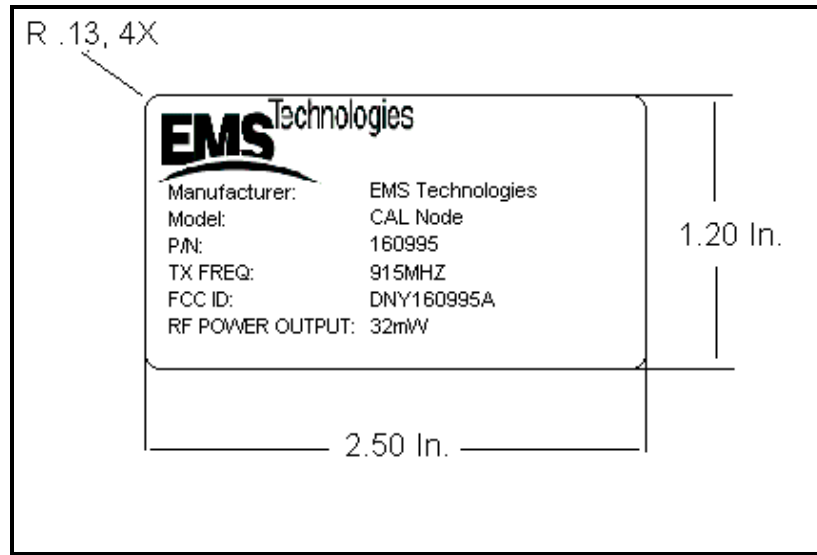 R .13, 4X
EMS Technologies
Manufacturer: EMS Technologies
Model: CAL Node
P/N: 160995
TX FREQ: 915MHZ
FCC ID: DNY160995A
RF POWER OUTPUT: 32mW
1.20 In.
2.50 In.